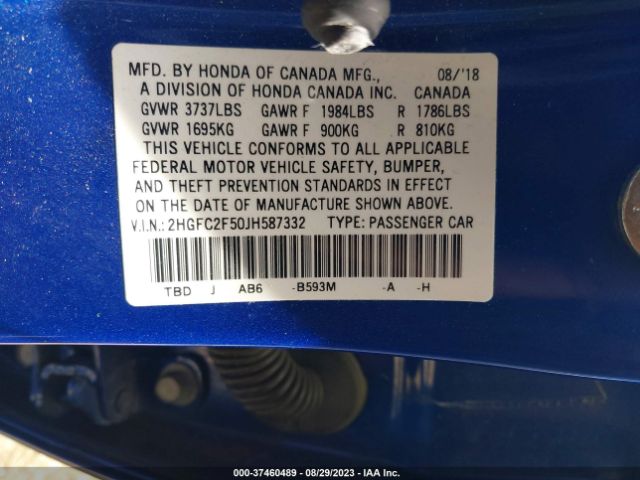 MFD. BY HONDA OF CANADA MFG., 08/'18
A DIVISION OF HONDA CANADA INC. CANADA
GVWR 3737LBS GAWR F 1984LBS R 1786LBS
GVWR 1695KG GAWR F 900KG R 810KG
THIS VEHICLE CONFORMS TO ALL APPLICABLE
FEDERAL MOTOR VEHICLE SAFETY, BUMPER,
AND THEFT PREVENTION STANDARDS IN EFFECT
ON THE DATE OF MANUFACTURE SHOWN ABOVE.
V.I.N.: 2HGFC2F50JH587332 TYPE: PASSENGER CAR
TBD J AB6 -B593M -A -H
000-37460489 - 08/29/2023 - IAA Inc.